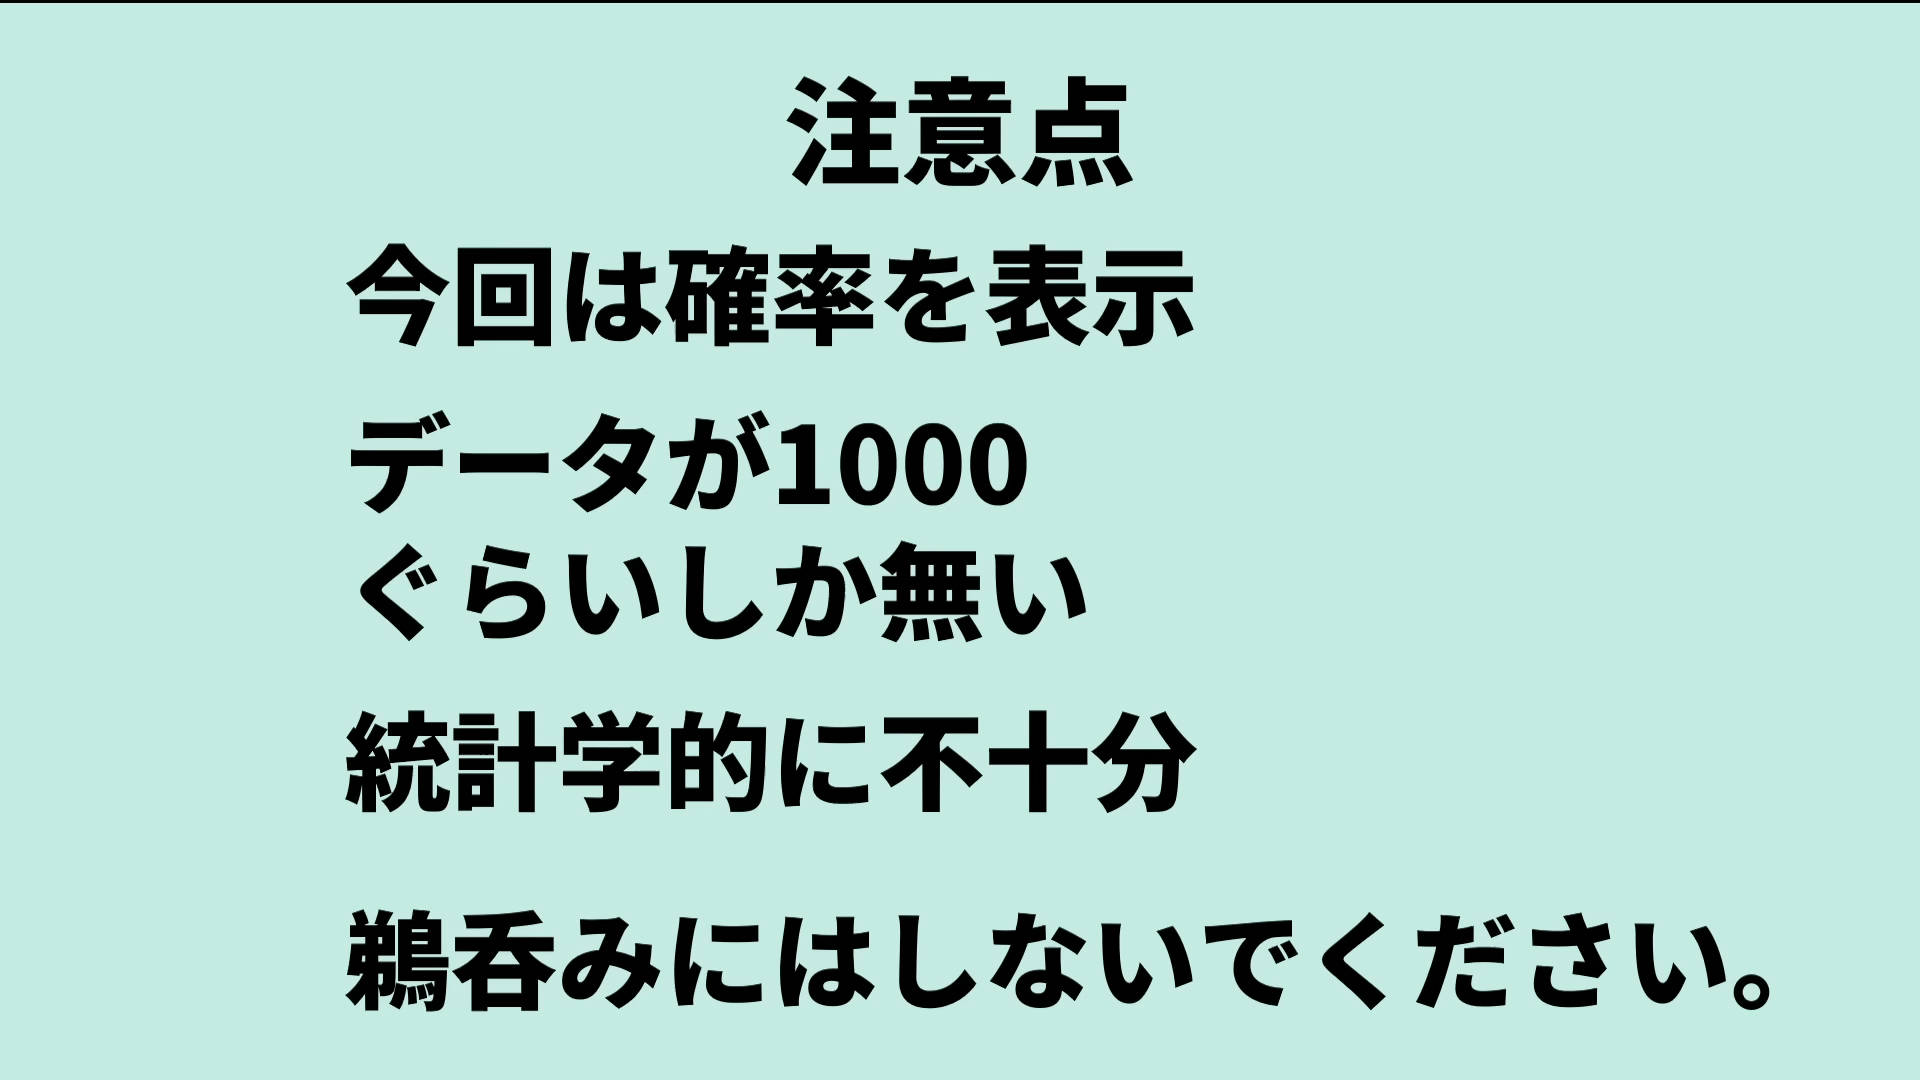 注意点
今回は確率を表示
データが1000
ぐらいしか無い
統計学的に不十分
鵜呑みにはしないでください。